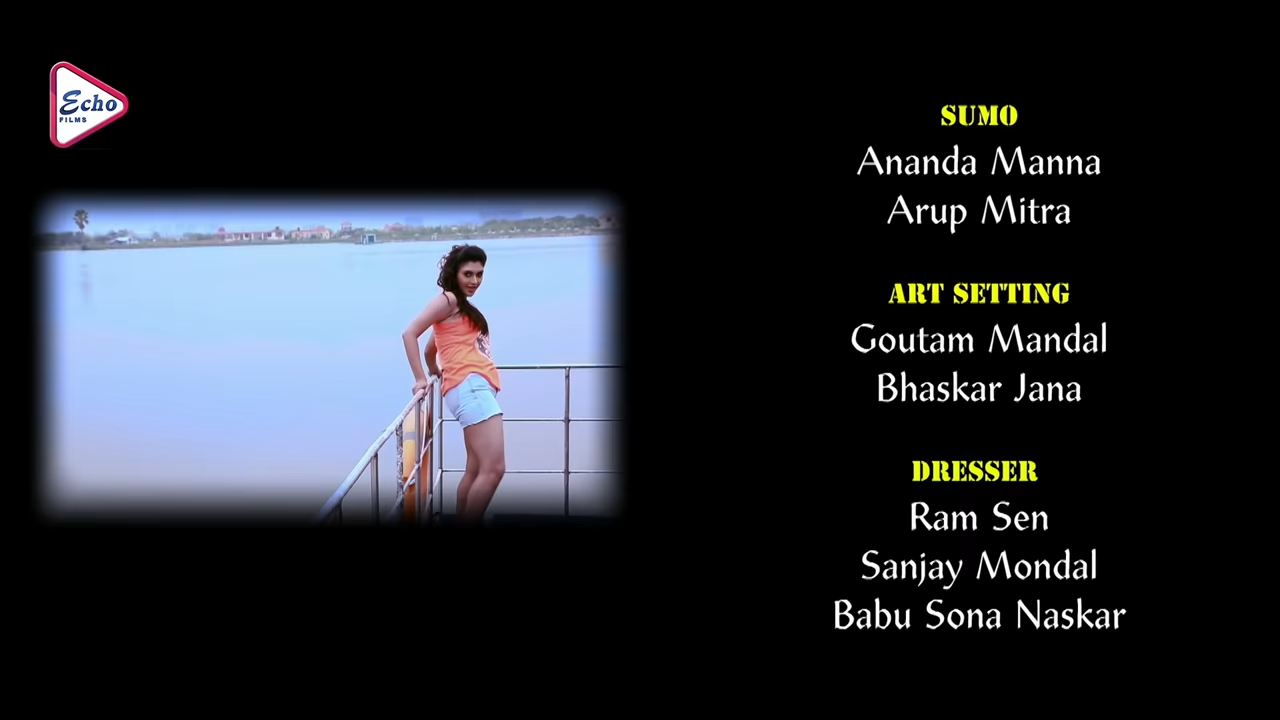 Echo
FILMS
SUMO
Ananda Manna
Arup Mitra
ART SETTING
Goutam Mandal
Bhaskar Jana
DRESSER
Ram Sen
Sanjay Mondal
Babu Sona Naskar